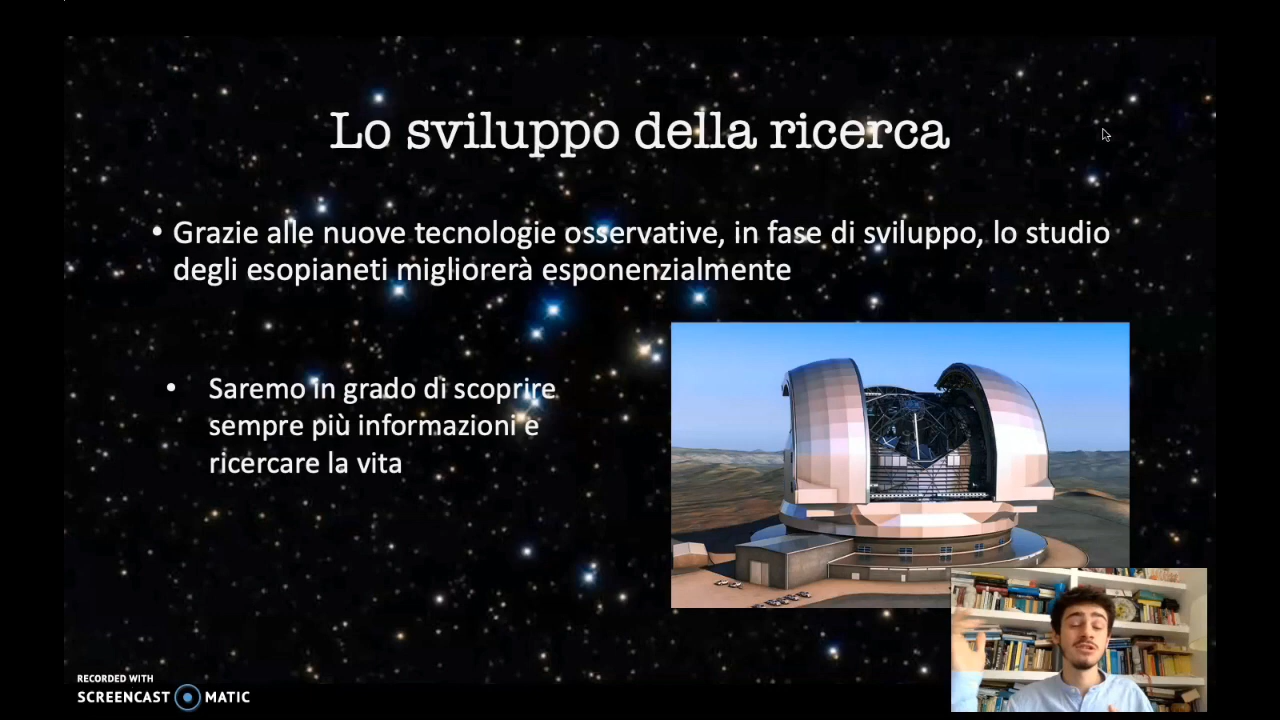 Lo sviluppo della ricerca
• Grazie alle nuove tecnologie osservative, in fase di sviluppo, lo studio
degli esopianeti migliorerà esponenzialmente
• Saremo in grado di scoprire
sempre più informazioni e
ricercare la vita
RECORDED WITH
SCREENCAST MATIC